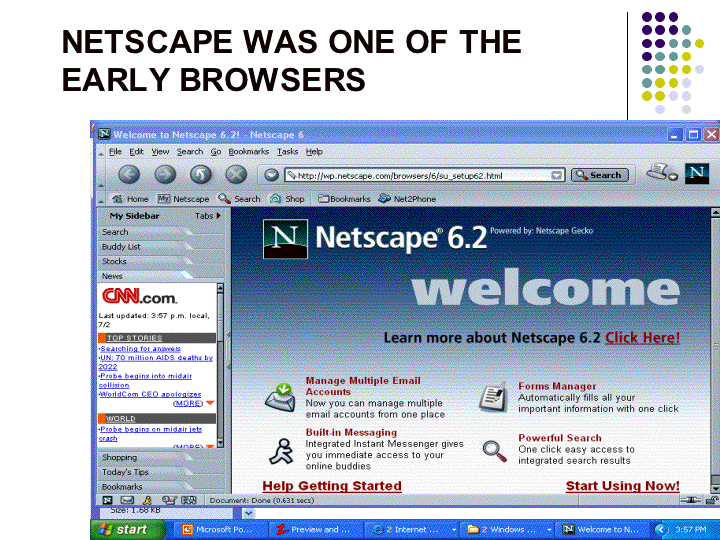 NETSCAPE WAS ONE OF THE
EARLY BROWSERS
Welcome to Netscape 6.2! - Netscape 6
File Edit View Search Go Bookmarks Tasks Help
http://wp.netscape.com/browsers/6/su_setup62.html
Search
N
Home My Netscape Search Shop Bookmarks Net2Phone
My Sidebar Tabs
Search
Buddy List
Stocks
News
CNN.com.
Last updated: 3:57 p.m. local,
7/2
TOP STORIES
•Searching for answers
•UN: 70 million AIDS deaths by
2022
•Probe begins into midair
collision
•WorldCom CEO apologizes
(MORE)
WORLD
•Probe begins on midair jets
crash
(MORE)
Shopping
Today's Tips
Bookmarks
N Netscape® 6.2 Powered by: Netscape Gecko
welcome
Learn more about Netscape 6.2 Click Here!
Manage Multiple Email
Accounts
Now you can manage multiple
email accounts from one place
Forms Manager
Automatically fills all your
important information with one click
Built-in Messaging
Integrated Instant Messenger gives
you immediate access to your
online buddies
Powerful Search
One click easy access to
integrated search results
Help Getting Started
Start Using Now!
Document: Done (0.631 secs)
Size: 1.68 KB
start Microsoft Po... Preview and ... 2 Internet ... 2 Windows ... Welcome to N... 3:57 PM